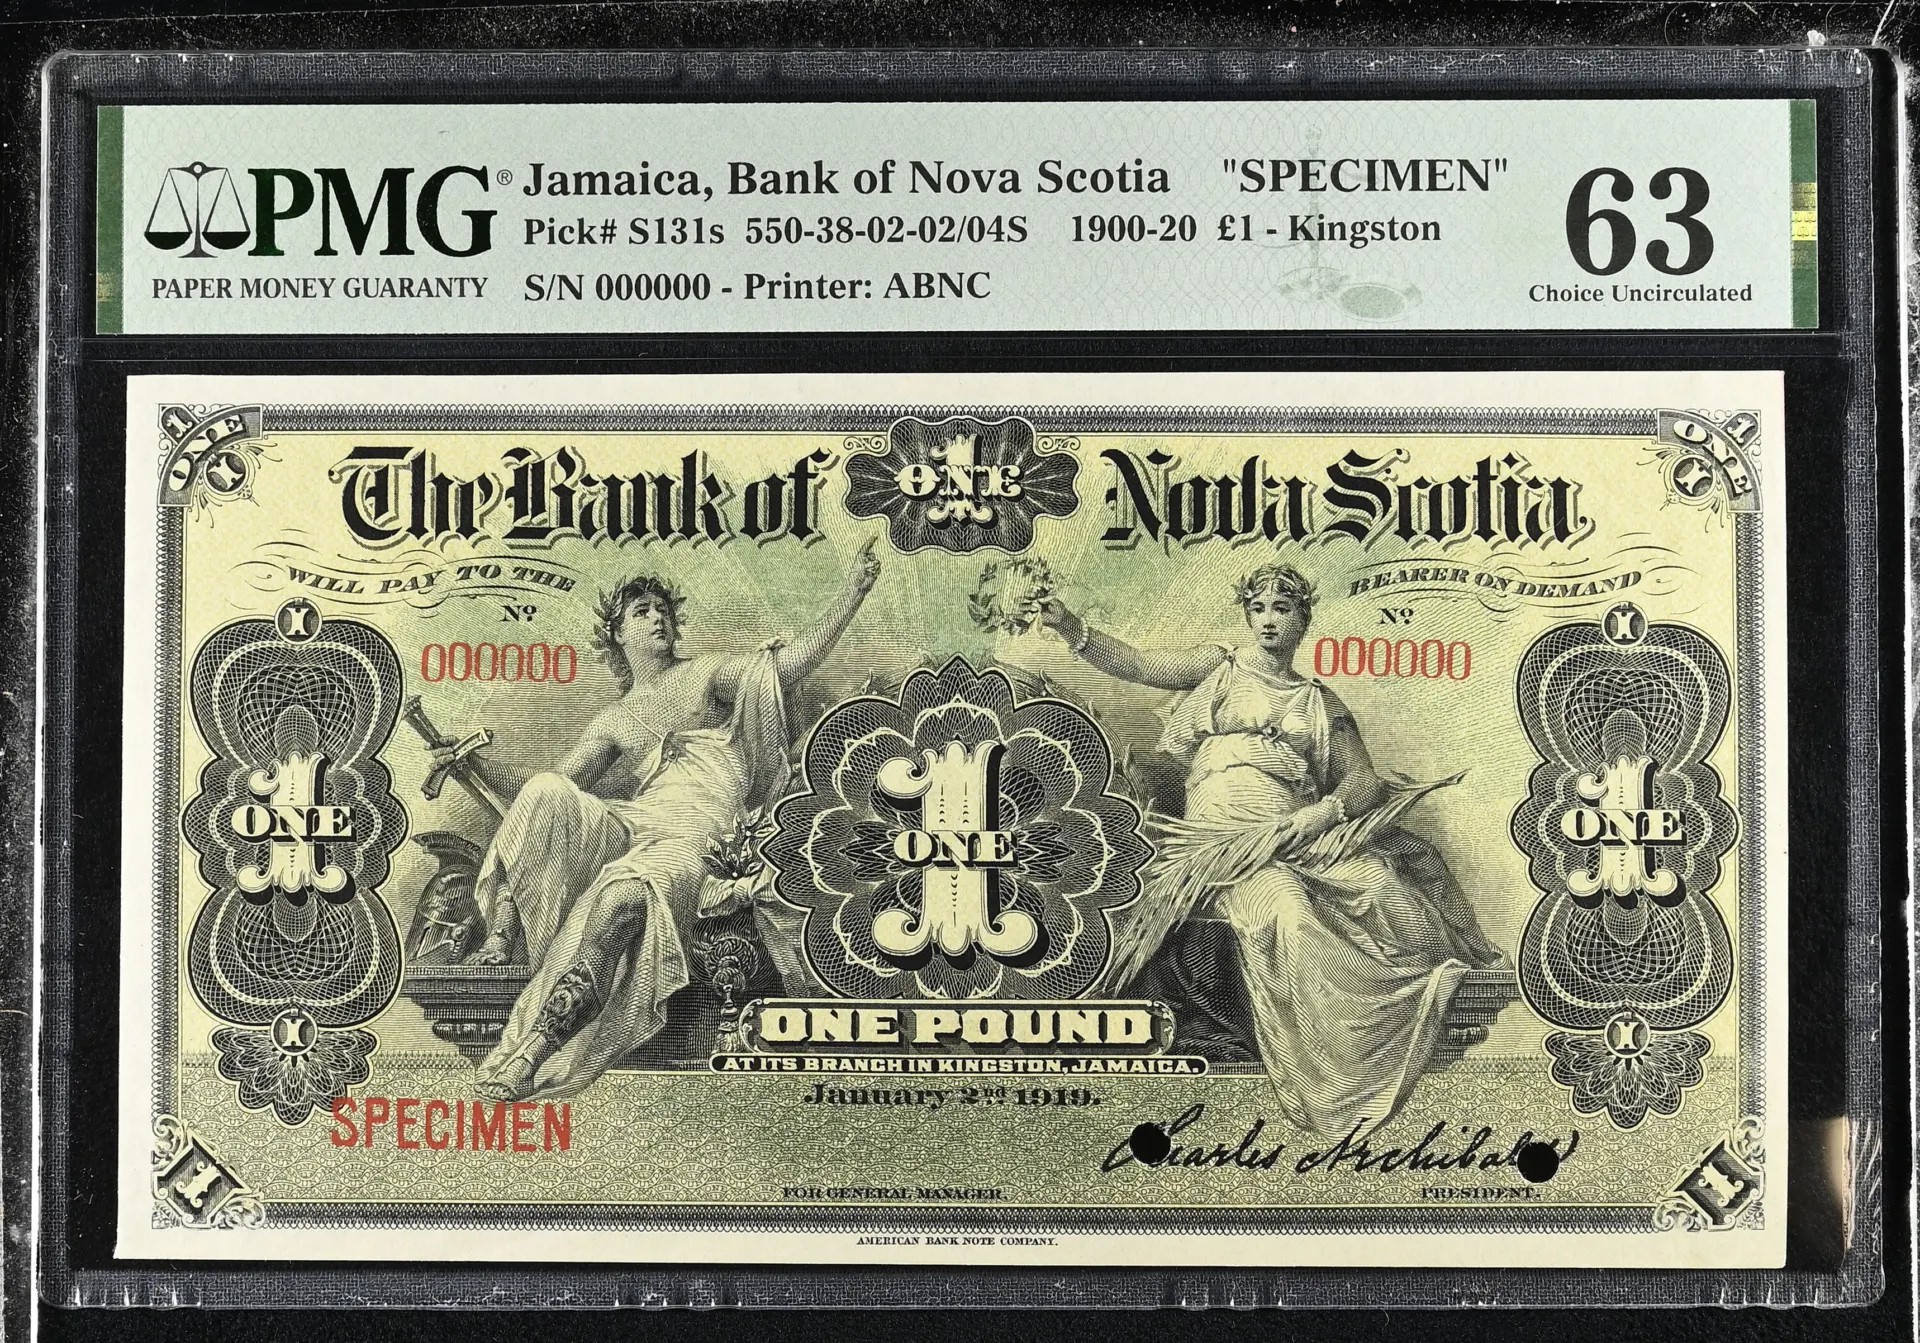 PMG® Jamaica, Bank of Nova Scotia "SPECIMEN" 63
Pick# S131s 550-38-02-02/04S 1900-20 £1 - Kingston
PAPER MONEY GUARANTY S/N 000000 - Printer: ABNC Choice Uncirculated
1 ONE 1
1 ONE
1 ONE 1
The Bank of Nova Scotia
WILL PAY TO THE BEARER ON DEMAND
Nº Nº
000000 000000
I I
1 ONE
1 ONE
1 ONE
I I
ONE POUND
AT ITS BRANCH IN KINGSTON, JAMAICA.
January 2nd 1919.
SPECIMEN
Charles Archibald
1 1
FOR GENERAL MANAGER. PRESIDENT.
AMERICAN BANK NOTE COMPANY.